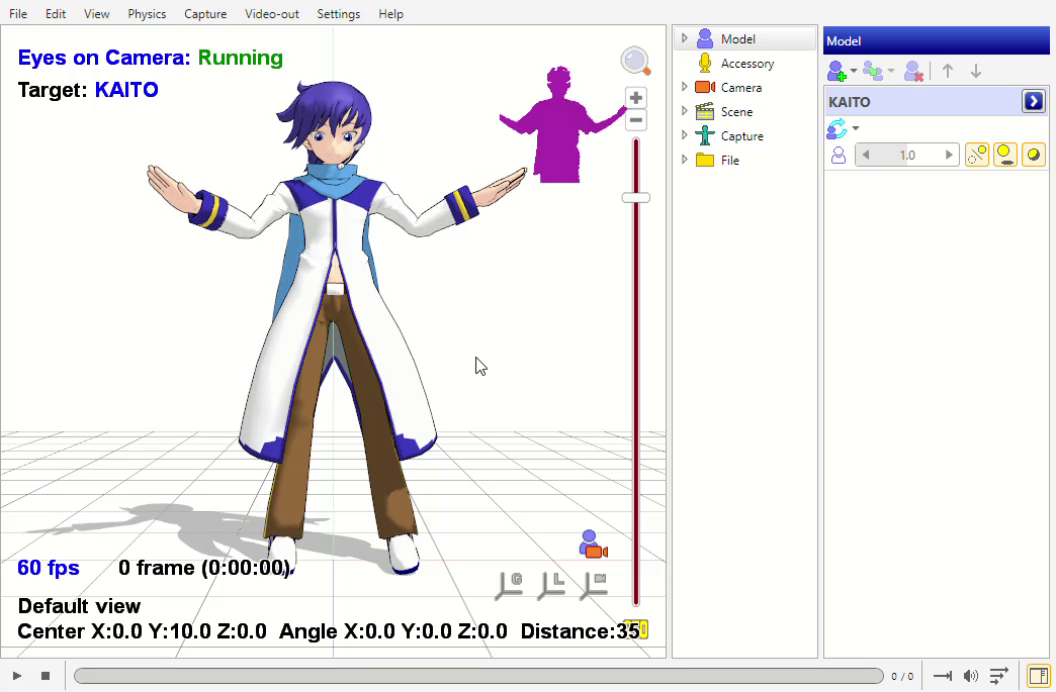 File Edit View Physics Capture Video-out Settings Help
Eyes on Camera: Running
Target: KAITO
60 fps 0 frame (0:00:00).
Default view
Center X:0.0 Y:10.0 Z:0.0 Angle X:0.0 Y:0.0 Z:0.0 Distance:35
G L
Model
Accessory
Camera
Scene
Capture
File
Model
KAITO
1.0
0 / 0